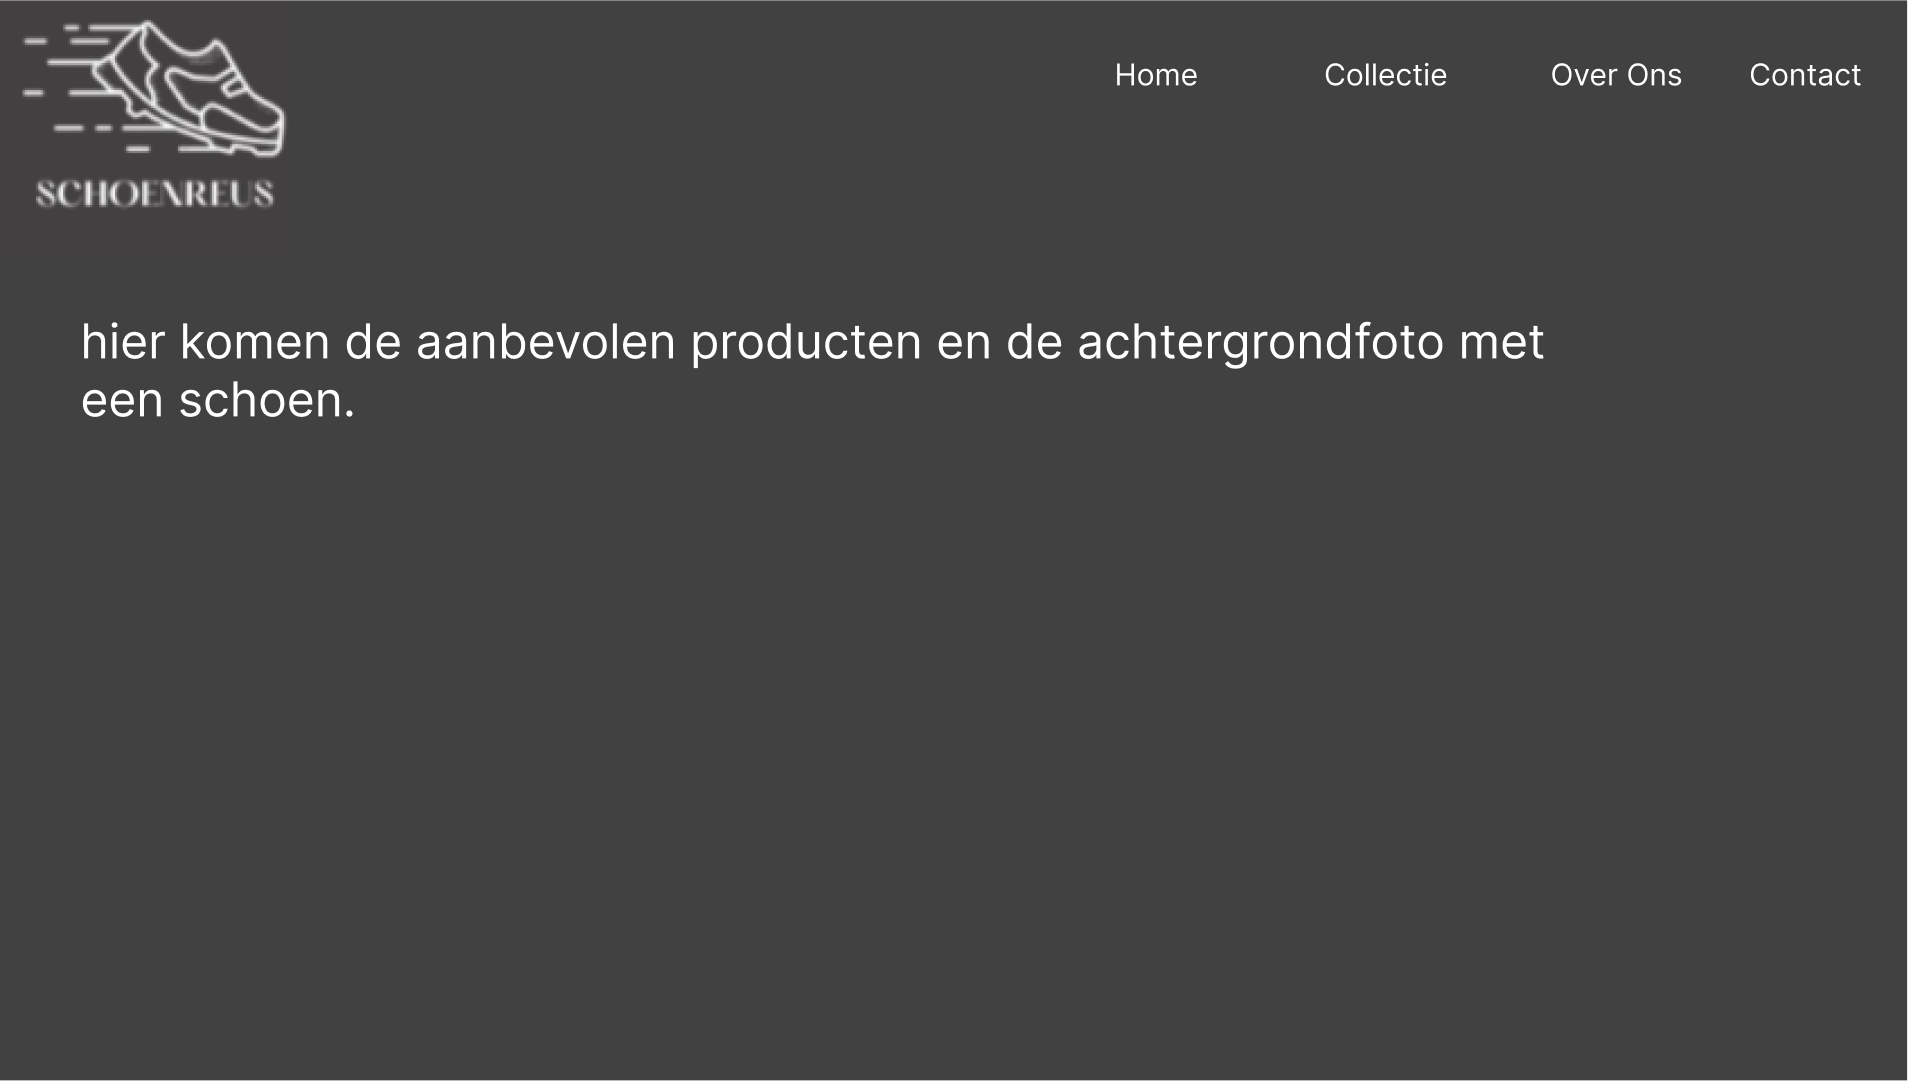 SCHOENREUS
Home Collectie Over Ons Contact
hier komen de aanbevolen producten en de achtergrondfoto met
een schoen.